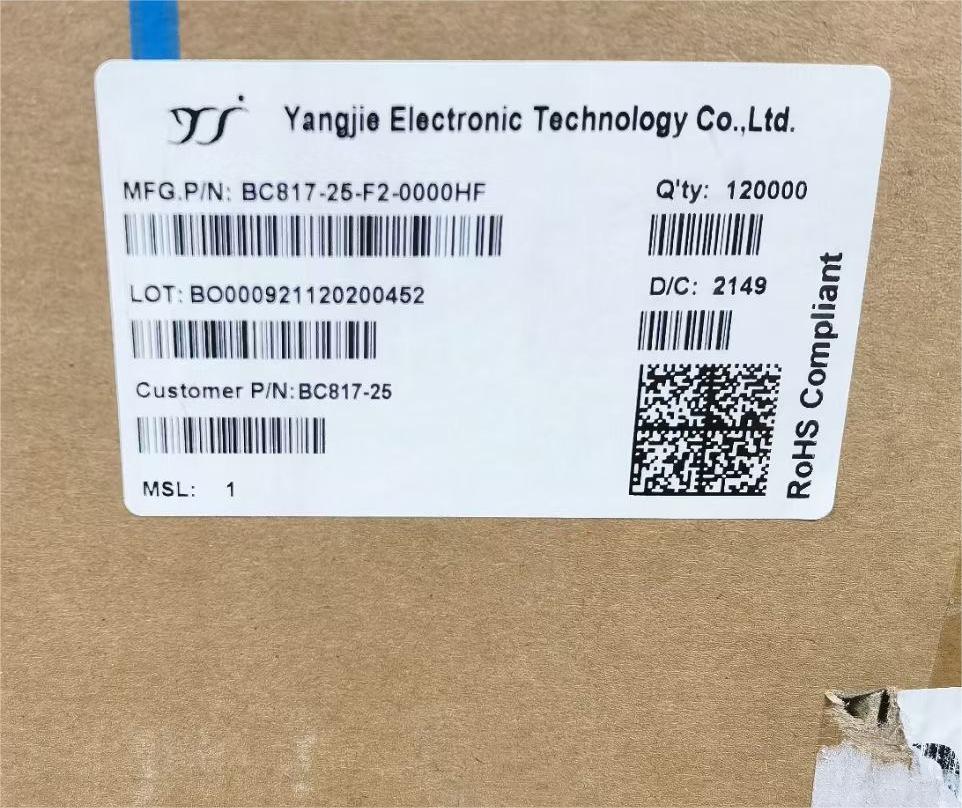 YJ Yangjie Electronic Technology Co.,Ltd.
MFG.P/N: BC817-25-F2-0000HF
Q'ty: 120000
LOT: BO000921120200452
D/C: 2149
Customer P/N:BC817-25
MSL: 1
RoHS Compliant